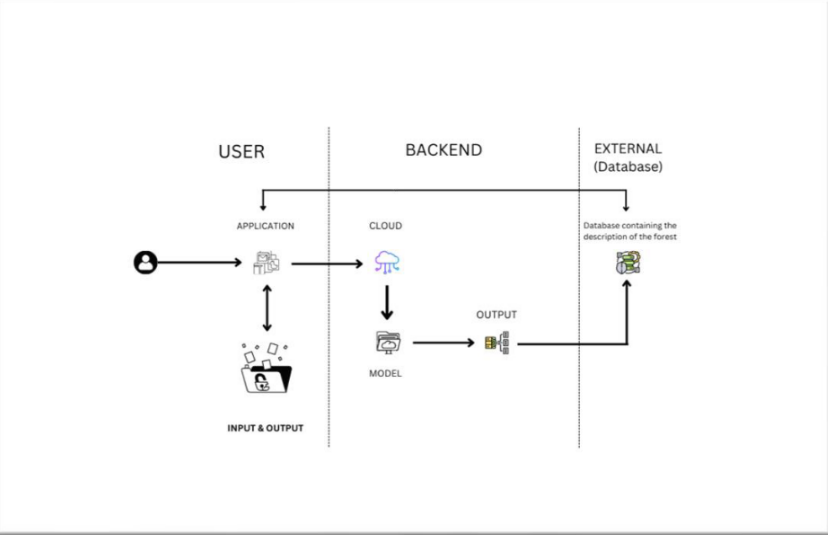 USER
BACKEND
EXTERNAL
(Database)
APPLICATION
CLOUD
Database containing the
description of the forest
OUTPUT
MODEL
INPUT & OUTPUT